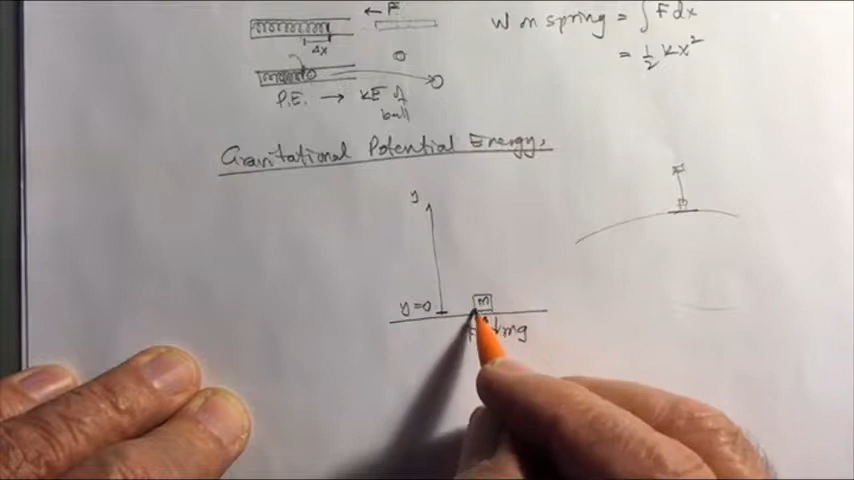 ← F
W on spring = ∫ F dx
Δx
= 1/2 kx²
P.E. → KE of
ball
Gravitational Potential Energy.
y
y=0
m
F
mg